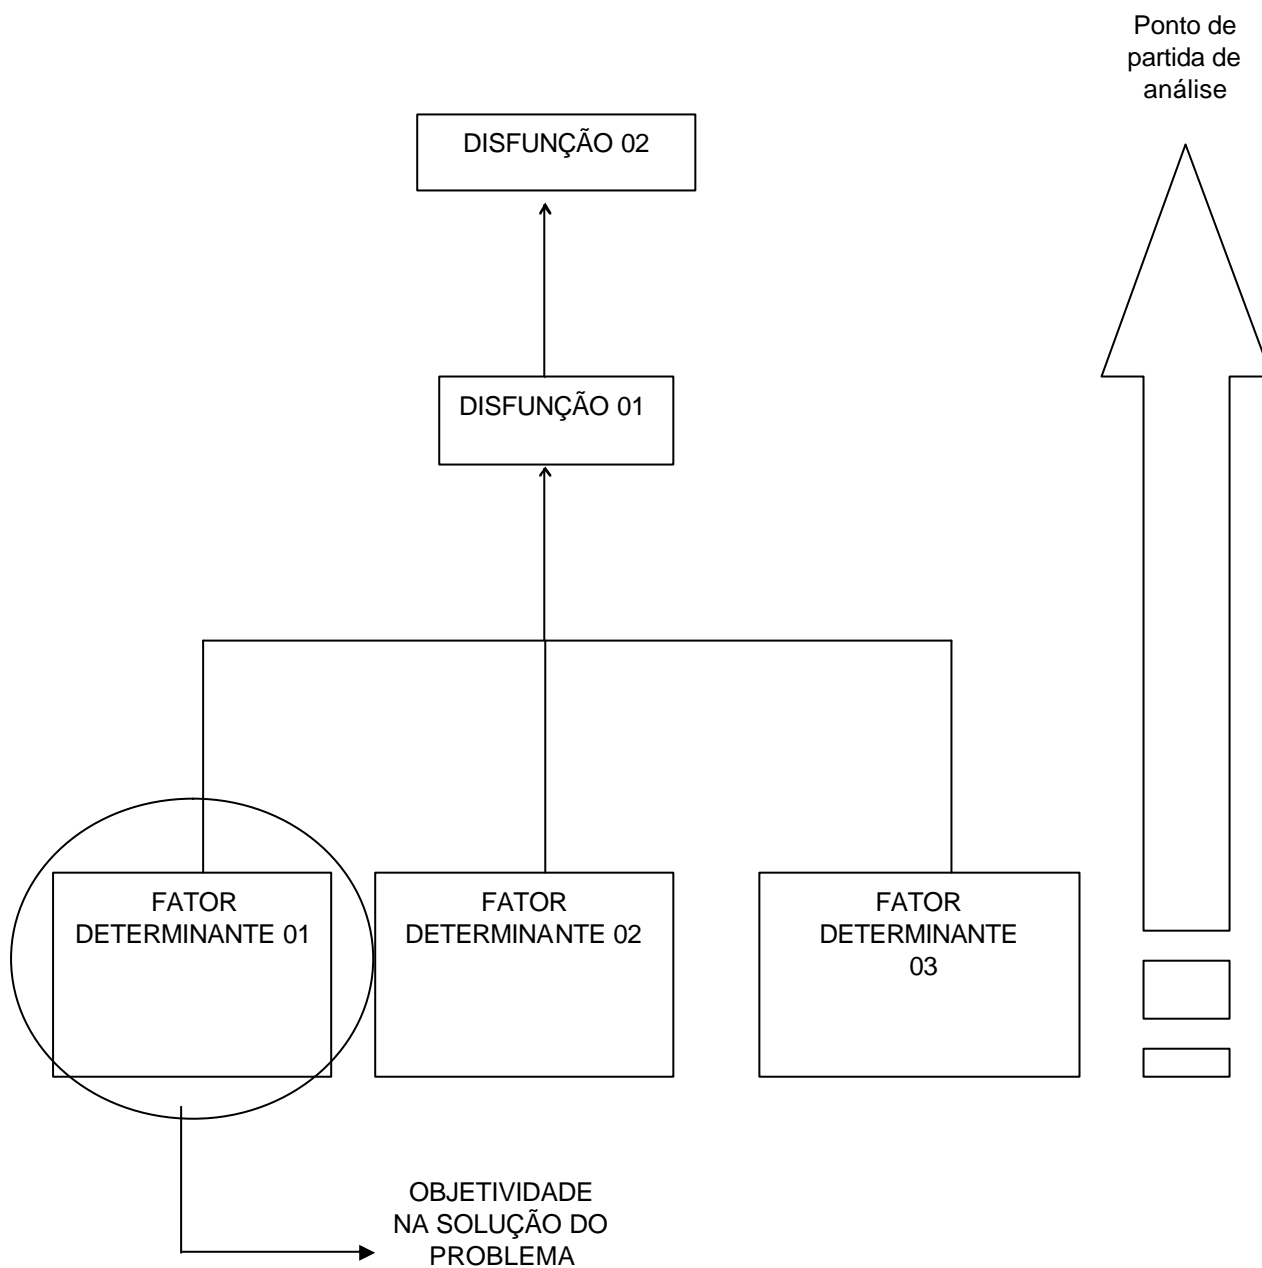 Ponto de
partida de
análise
DISFUNÇÃO 02
DISFUNÇÃO 01
FATOR
DETERMINANTE 01
FATOR
DETERMINANTE 02
FATOR
DETERMINANTE
03
OBJETIVIDADE
NA SOLUÇÃO DO
PROBLEMA